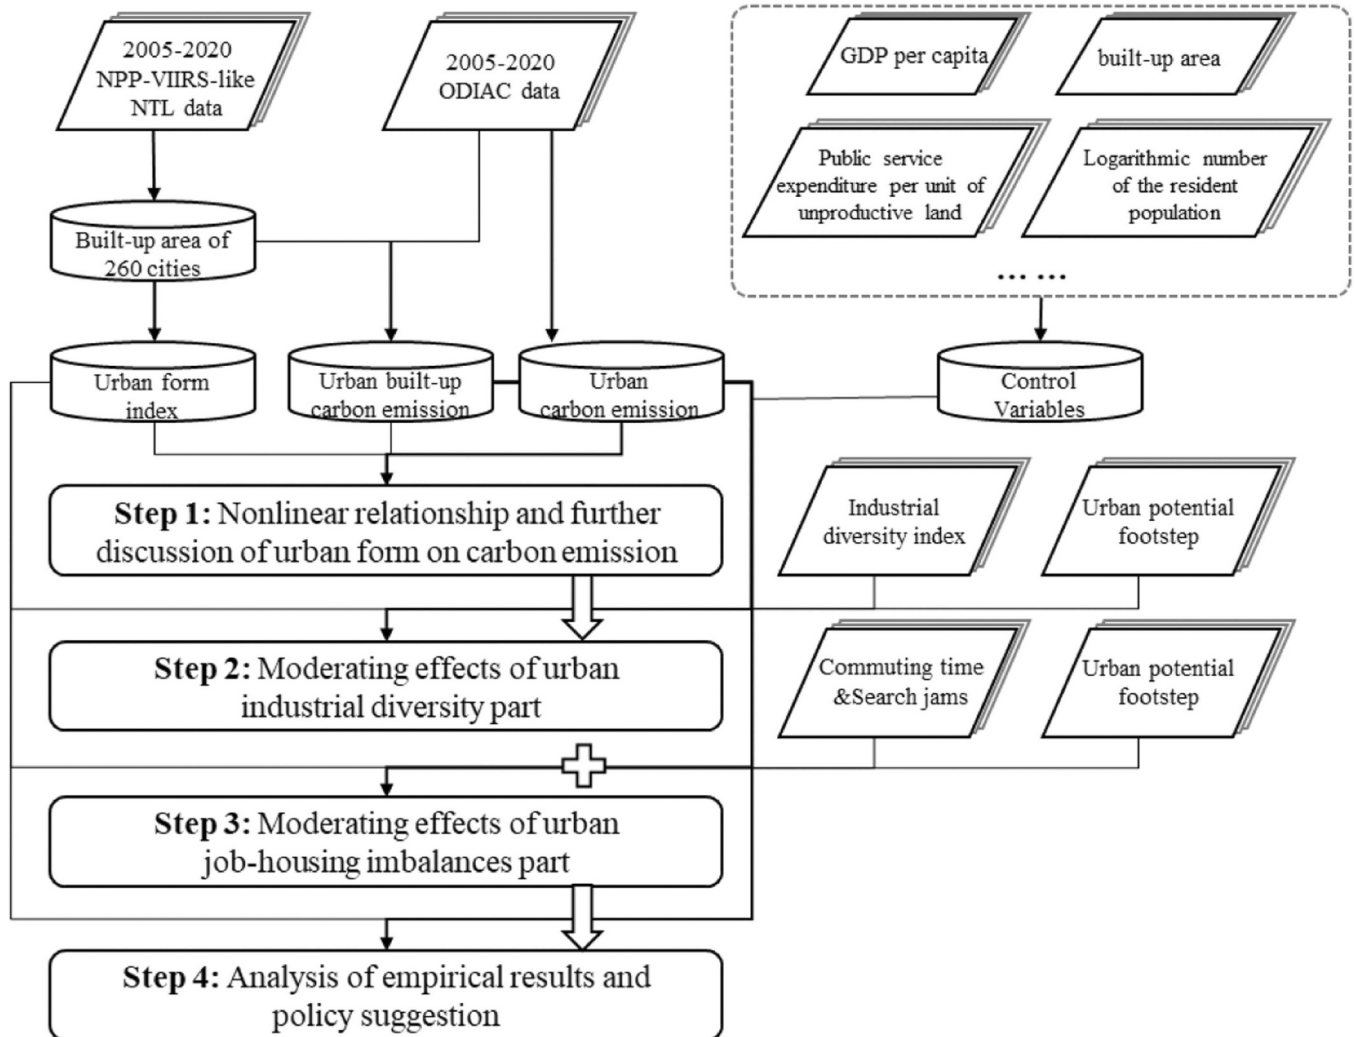 2005-2020
NPP-VIIRS-like
NTL data
2005-2020
ODIAC data
GDP per capita
built-up area
Public service
expenditure per unit of
unproductive land
Logarithmic number
of the resident
population
... ...
Built-up area of
260 cities
Urban form
index
Urban built-up
carbon emission
Urban
carbon emission
Control
Variables
Step 1: Nonlinear relationship and further
discussion of urban form on carbon emission
Industrial
diversity index
Urban potential
footstep
Step 2: Moderating effects of urban
industrial diversity part
Commuting time
&Search jams
Urban potential
footstep
Step 3: Moderating effects of urban
job-housing imbalances part
Step 4: Analysis of empirical results and
policy suggestion